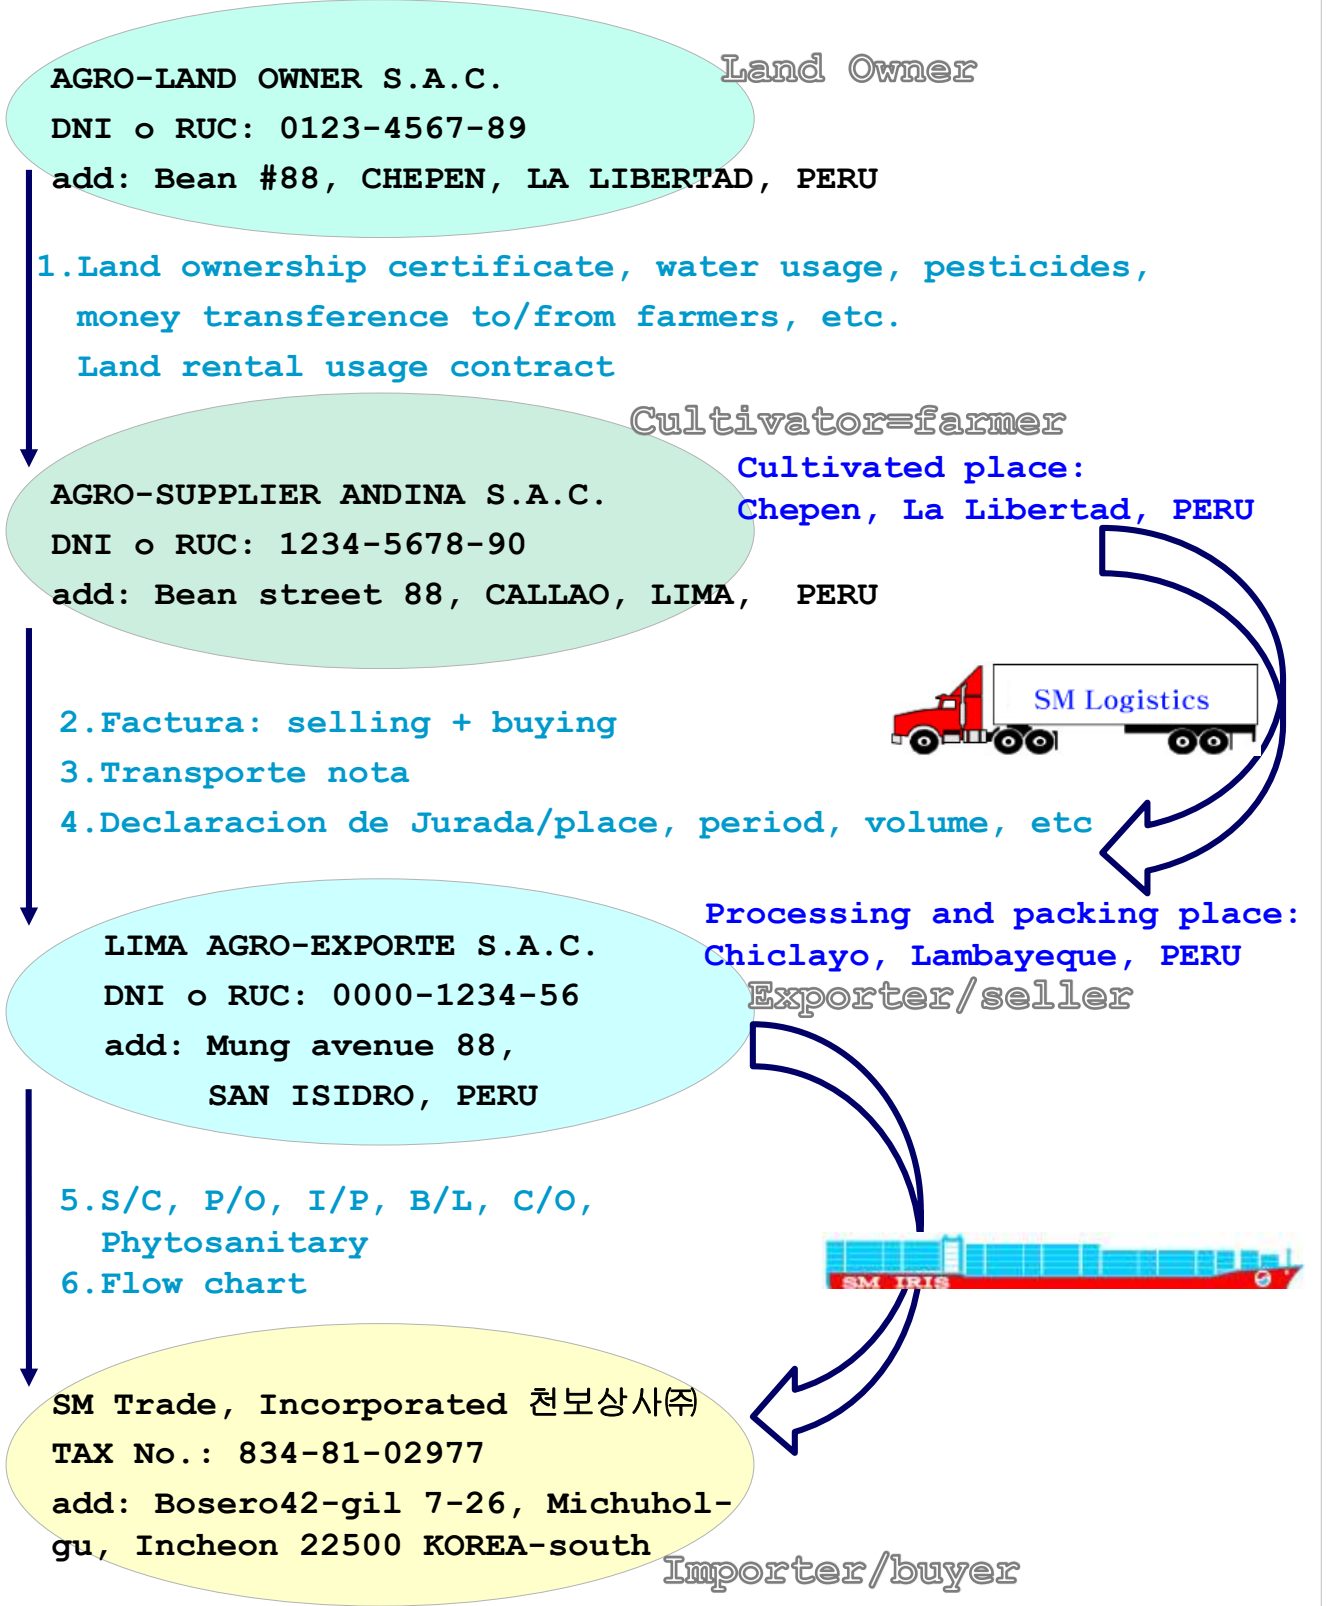 Land Owner
AGRO-LAND OWNER S.A.C.
DNI o RUC: 0123-4567-89
add: Bean #88, CHEPEN, LA LIBERTAD, PERU
1.Land ownership certificate, water usage, pesticides,
money transference to/from farmers, etc.
Land rental usage contract
Cultivator=farmer
Cultivated place:
Chepen, La Libertad, PERU
AGRO-SUPPLIER ANDINA S.A.C.
DNI o RUC: 1234-5678-90
add: Bean street 88, CALLAO, LIMA, PERU
SM Logistics
2.Factura: selling + buying
3.Transporte nota
4.Declaracion de Jurada/place, period, volume, etc
Processing and packing place:
Chiclayo, Lambayeque, PERU
Exporter/seller
LIMA AGRO-EXPORTE S.A.C.
DNI o RUC: 0000-1234-56
add: Mung avenue 88,
SAN ISIDRO, PERU
5.S/C, P/O, I/P, B/L, C/O,
Phytosanitary
6.Flow chart
SM IRIS
SM Trade, Incorporated 천보상사㈜
TAX No.: 834-81-02977
add: Bosero42-gil 7-26, Michuhol-
gu, Incheon 22500 KOREA-south
Importer/buyer